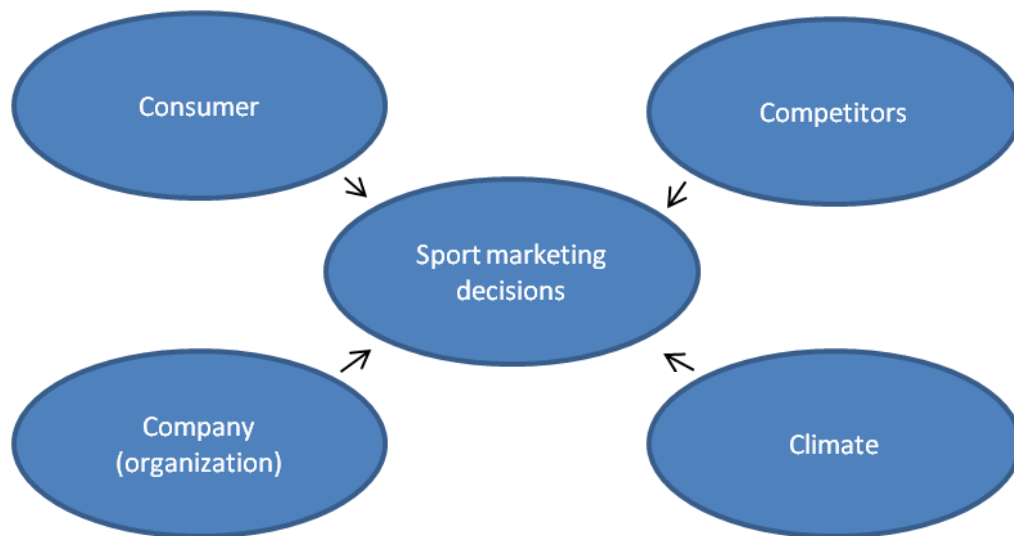 Consumer
Competitors
Sport marketing
decisions
Company
(organization)
Climate